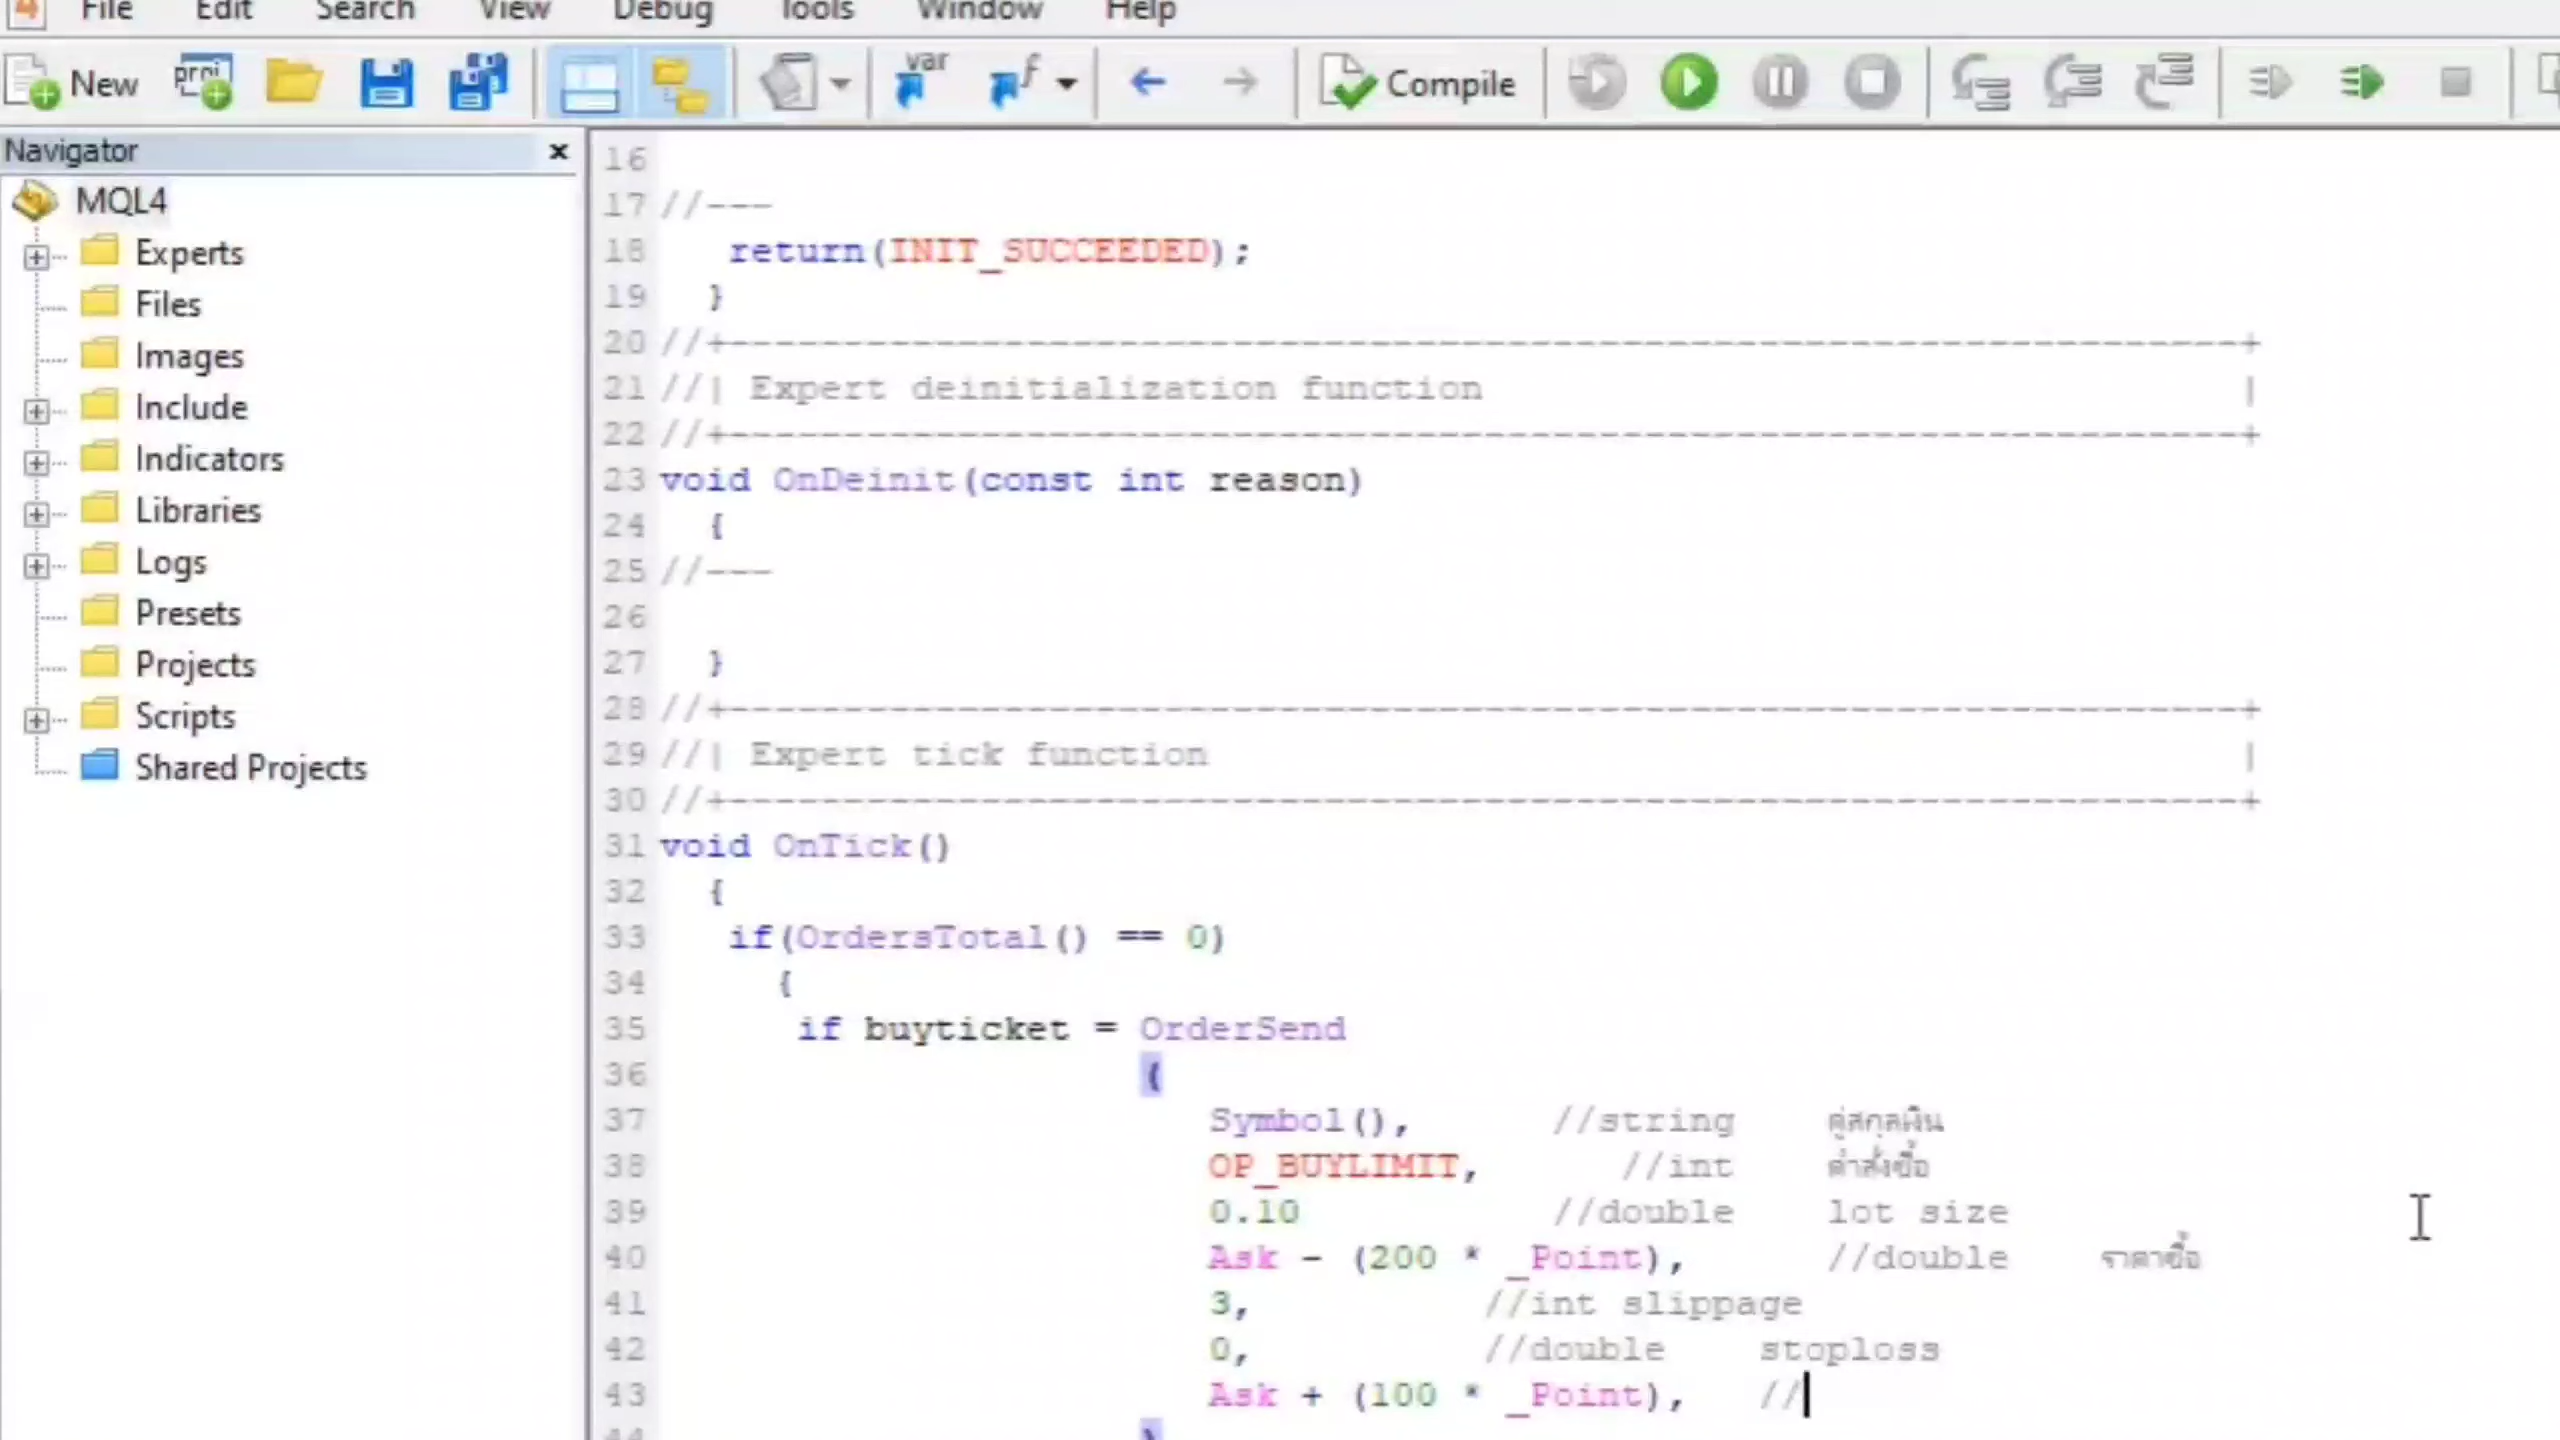 File Edit Search View Debug Tools Window Help
New proj var f Compile
Navigator x
MQL4
Experts
Files
Images
Include
Indicators
Libraries
Logs
Presets
Projects
Scripts
Shared Projects
16
17 //---
18 return(INIT_SUCCEEDED);
19 }
20 //+------------------------------------------------------------------+
21 //| Expert deinitialization function |
22 //+------------------------------------------------------------------+
23 void OnDeinit(const int reason)
24 {
25 //---
26
27 }
28 //+------------------------------------------------------------------+
29 //| Expert tick function |
30 //+------------------------------------------------------------------+
31 void OnTick()
32 {
33 if(OrdersTotal() == 0)
34 {
35 if buyticket = OrderSend
36 (
37 Symbol(), //string คู่สกุลเงิน
38 OP_BUYLIMIT, //int คำสั่งซื้อ
39 0.10 //double lot size
40 Ask - (200 * _Point), //double ราคาซื้อ
41 3, //int slippage
42 0, //double stoploss
43 Ask + (100 * _Point), //
44 )